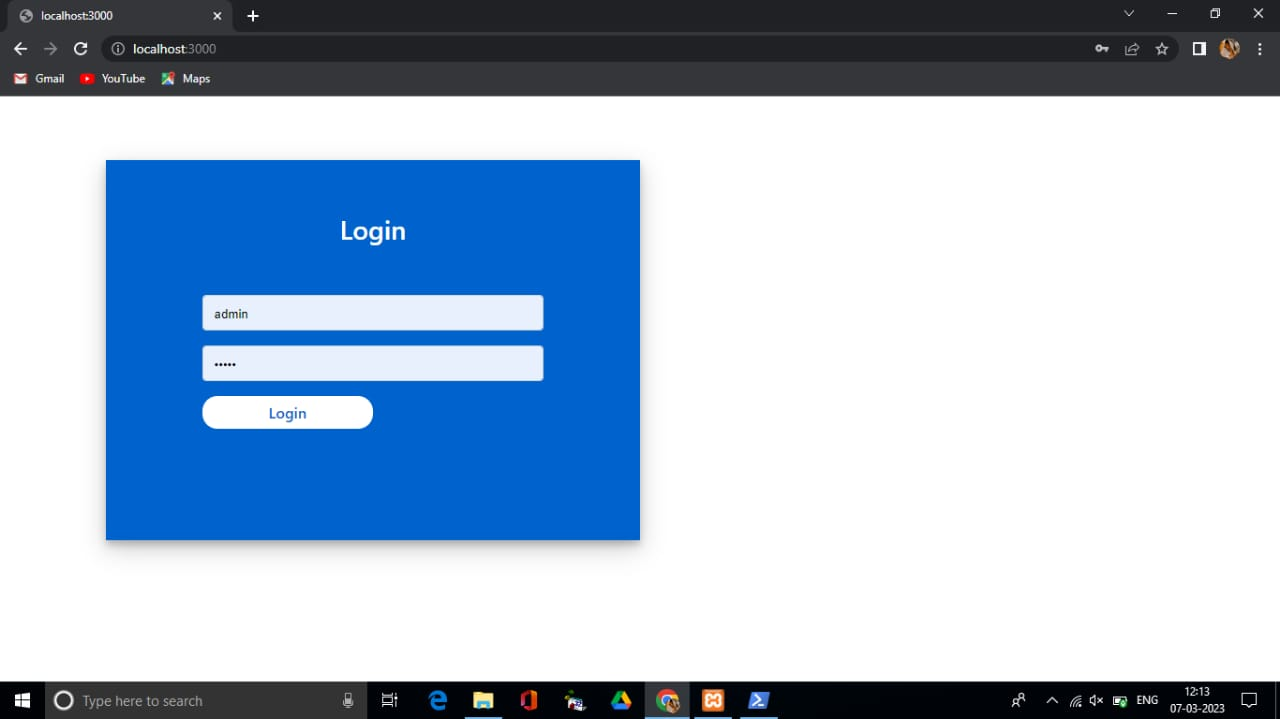 localhost:3000
localhost:3000
Gmail YouTube Maps
Login
admin
•••••
Login
Type here to search
ENG
12:13
07-03-2023